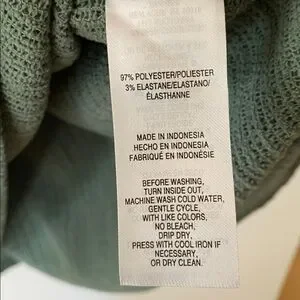 97% POLYESTER/POLIESTER
3% ELASTANE/ELASTANO/
ÉLASTHANNE
MADE IN INDONESIA
HECHO EN INDONESIA
FABRIQUÉ EN INDONÉSIE
BEFORE WASHING,
TURN INSIDE OUT,
MACHINE WASH COLD WATER,
GENTLE CYCLE,
WITH LIKE COLORS,
NO BLEACH,
DRIP DRY,
PRESS WITH COOL IRON IF
NECESSARY,
OR DRY CLEAN.